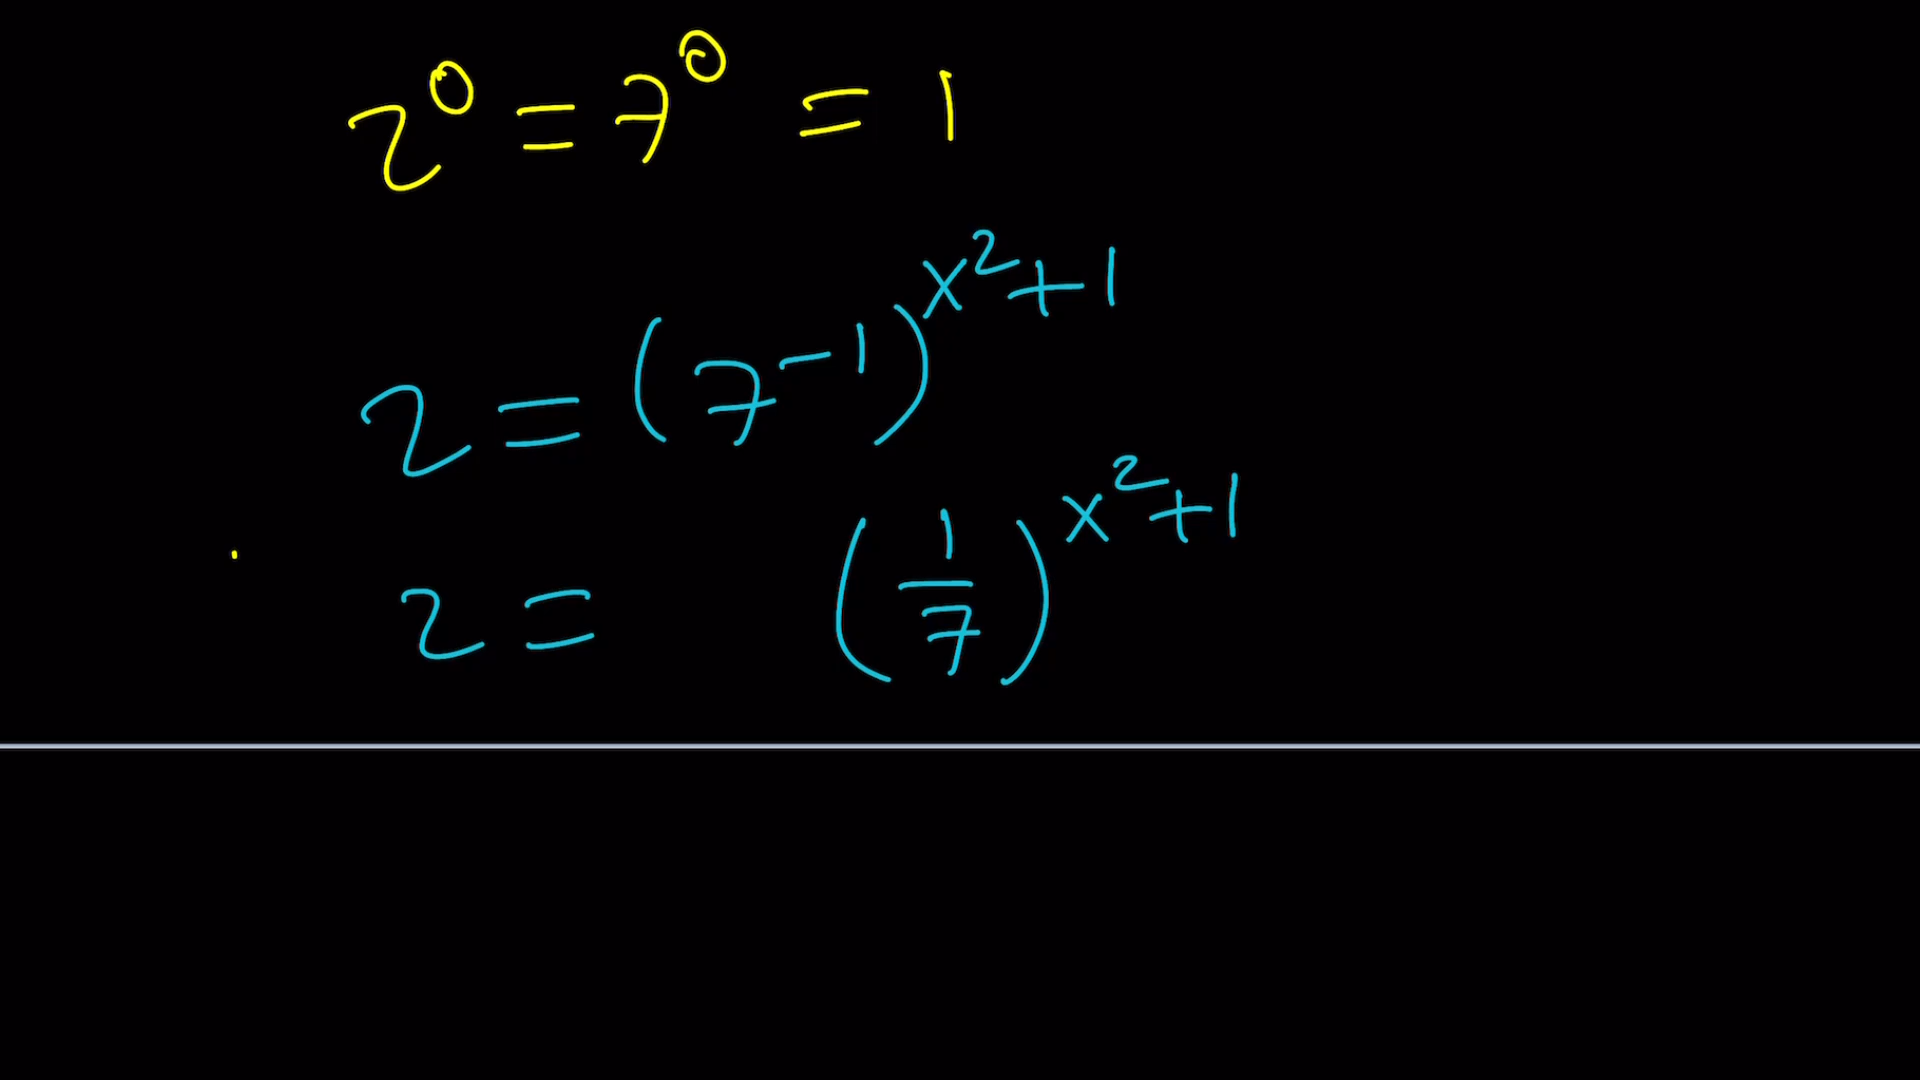 2⁰ = 7⁰ = 1
2 = (7⁻¹)^(x²+1)
2 = (1/7)^(x²+1)